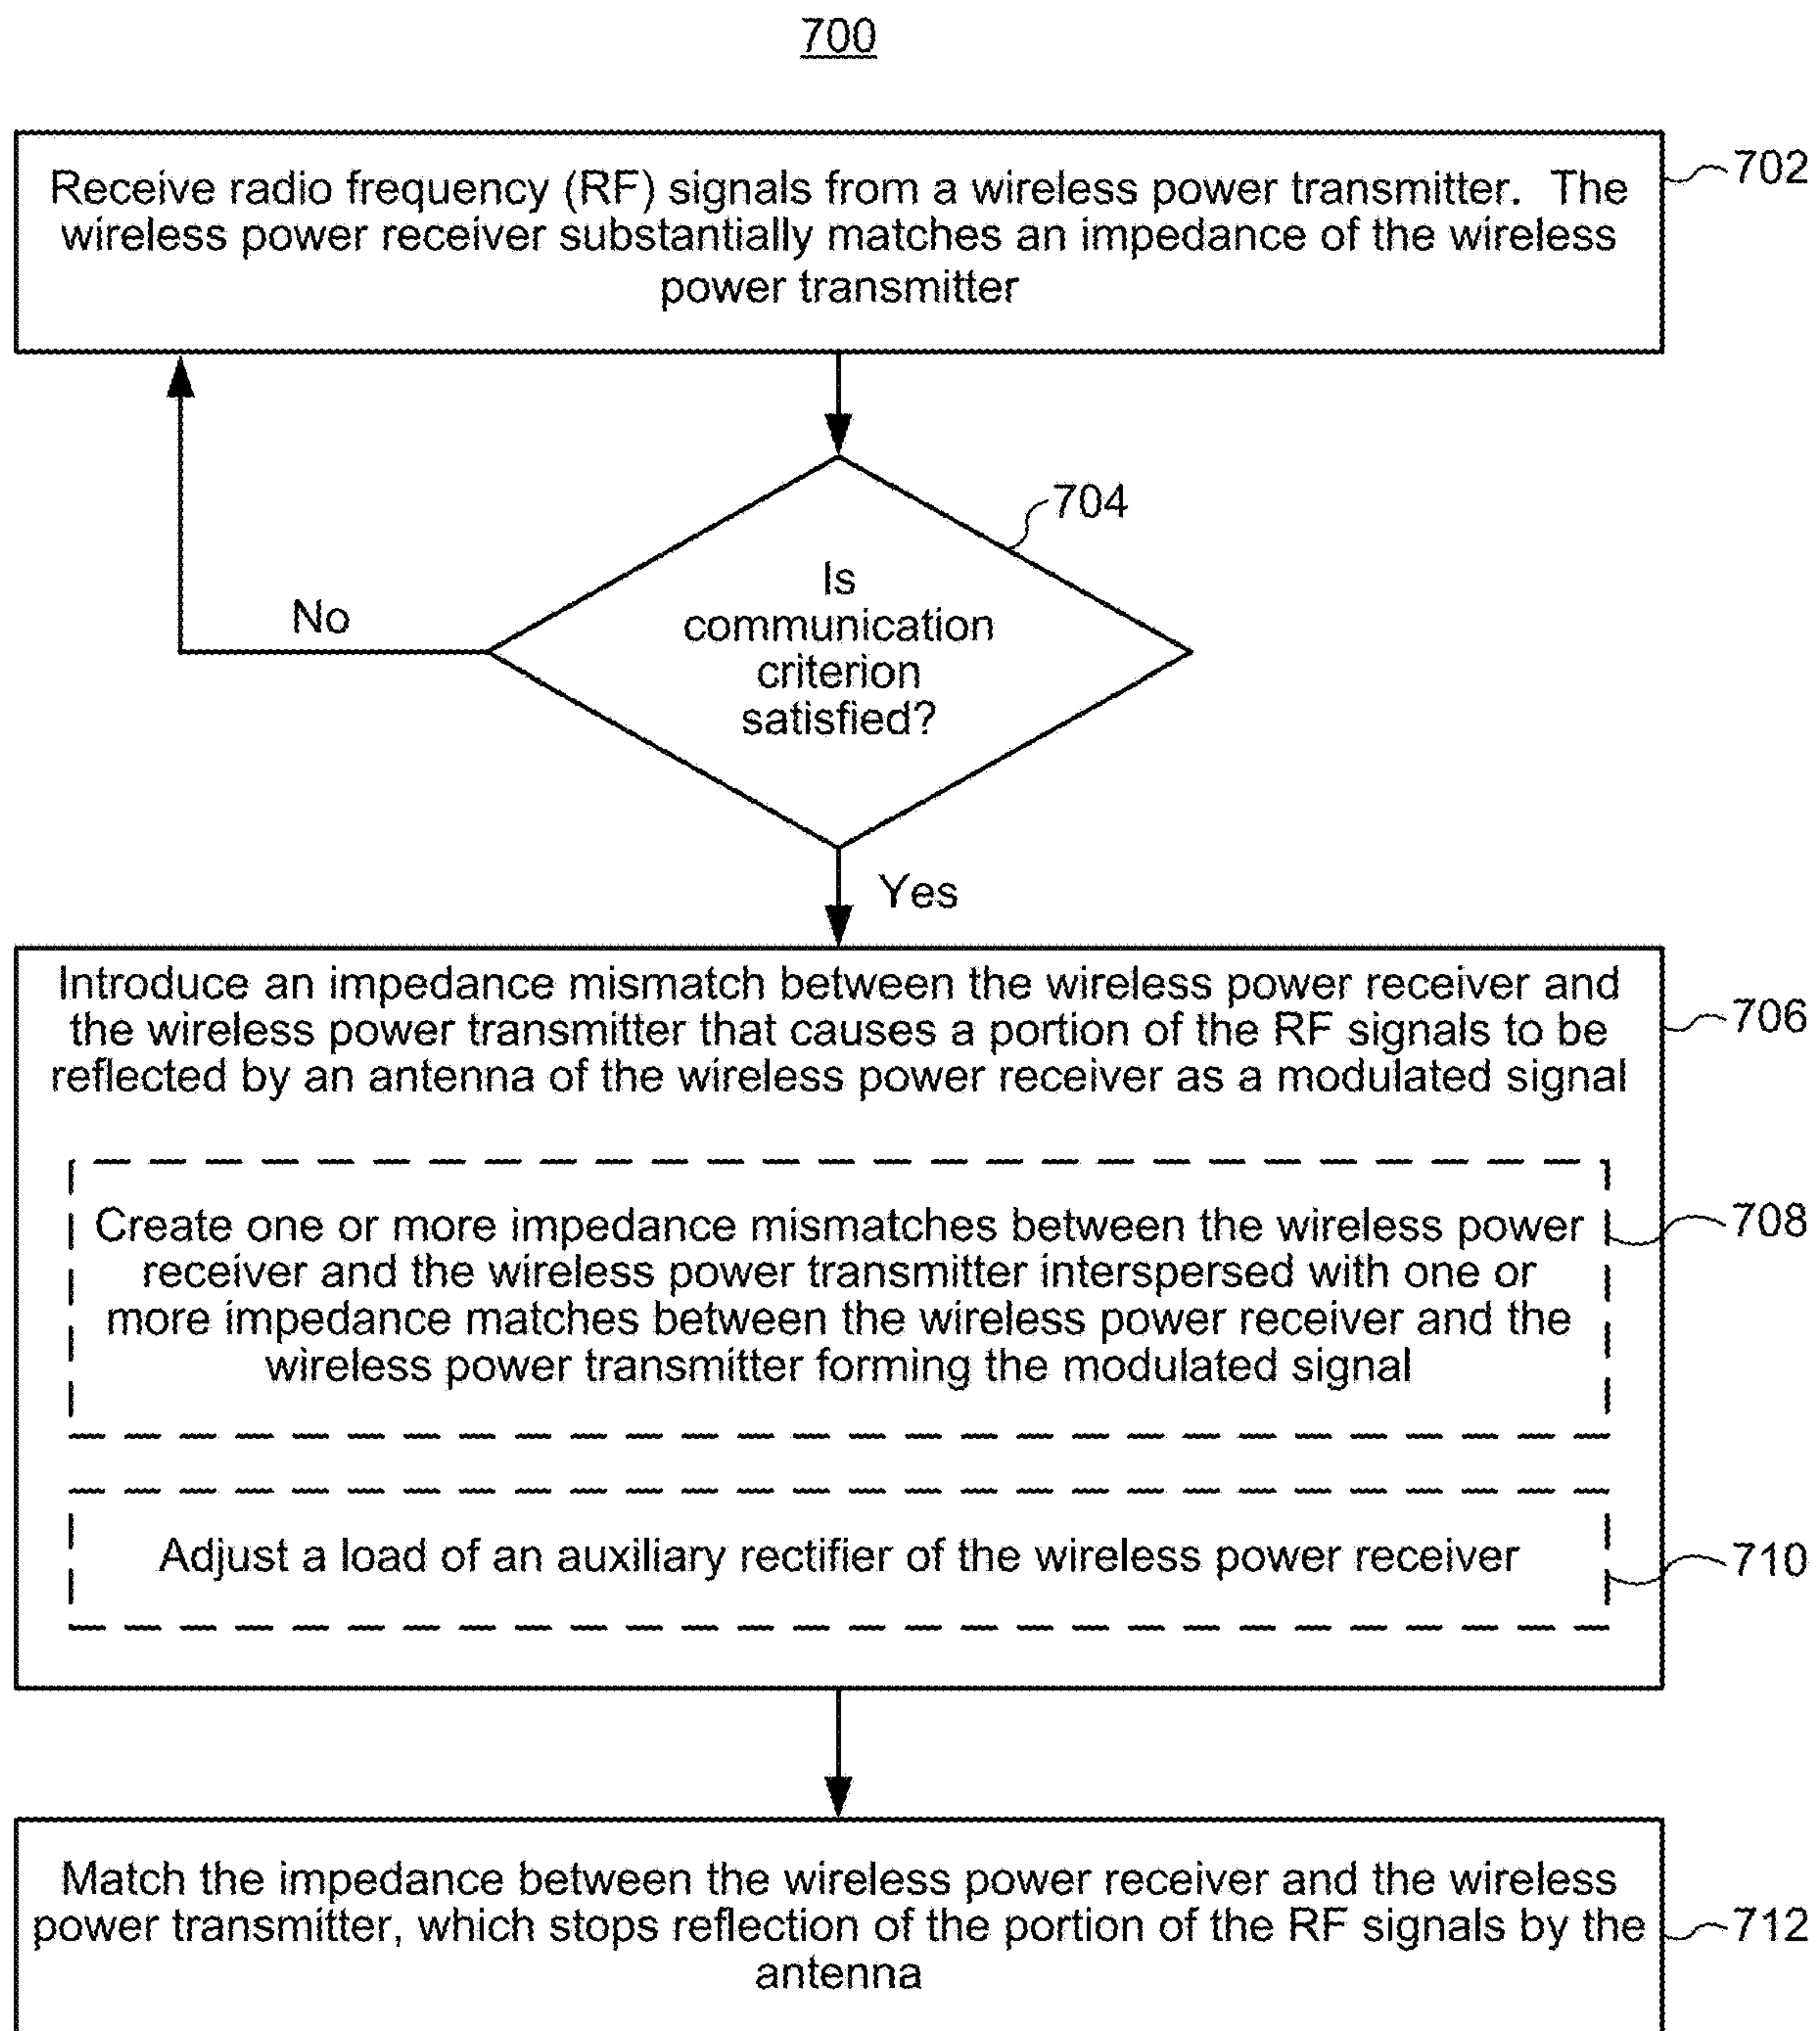 700
Receive radio frequency (RF) signals from a wireless power transmitter.  The
wireless power receiver substantially matches an impedance of the wireless
power transmitter
702
704
Is
communication
criterion
satisfied?
No
Yes
Introduce an impedance mismatch between the wireless power receiver and
the wireless power transmitter that causes a portion of the RF signals to be
reflected by an antenna of the wireless power receiver as a modulated signal
706
Create one or more impedance mismatches between the wireless power
receiver and the wireless power transmitter interspersed with one or
more impedance matches between the wireless power receiver and the
wireless power transmitter forming the modulated signal
708
Adjust a load of an auxiliary rectifier of the wireless power receiver
710
Match the impedance between the wireless power receiver and the wireless
power transmitter, which stops reflection of the portion of the RF signals by the
antenna
712